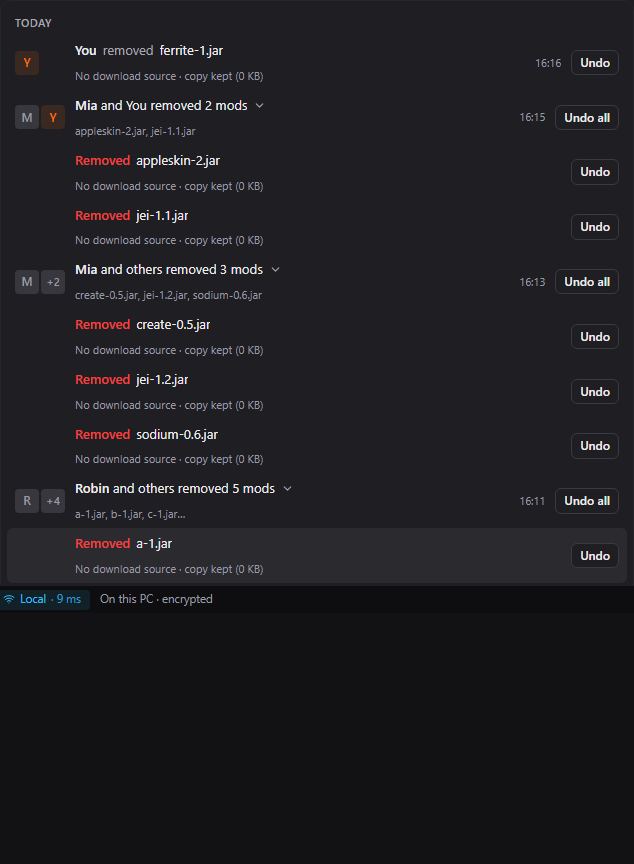 TODAY
Y You removed ferrite-1.jar 16:16 Undo
No download source · copy kept (0 KB)
M Y Mia and You removed 2 mods 16:15 Undo all
appleskin-2.jar, jei-1.1.jar
Removed appleskin-2.jar Undo
No download source · copy kept (0 KB)
Removed jei-1.1.jar Undo
No download source · copy kept (0 KB)
M +2 Mia and others removed 3 mods 16:13 Undo all
create-0.5.jar, jei-1.2.jar, sodium-0.6.jar
Removed create-0.5.jar Undo
No download source · copy kept (0 KB)
Removed jei-1.2.jar Undo
No download source · copy kept (0 KB)
Removed sodium-0.6.jar Undo
No download source · copy kept (0 KB)
R +4 Robin and others removed 5 mods 16:11 Undo all
a-1.jar, b-1.jar, c-1.jar...
Removed a-1.jar Undo
No download source · copy kept (0 KB)
Local · 9 ms On this PC · encrypted